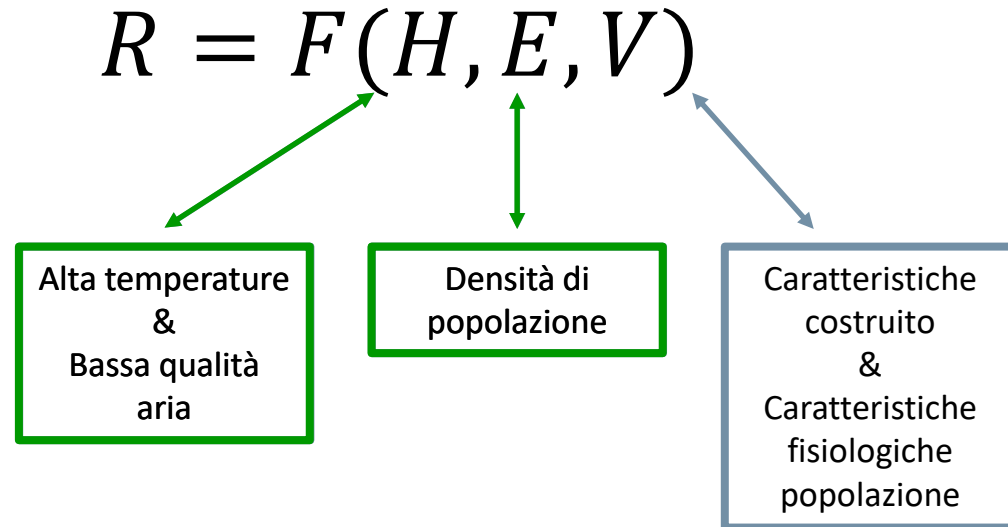 R = F(H, E, V)
Alta temperature
&
Bassa qualità
aria
Densità di
popolazione
Caratteristiche
costruito
&
Caratteristiche
fisiologiche
popolazione